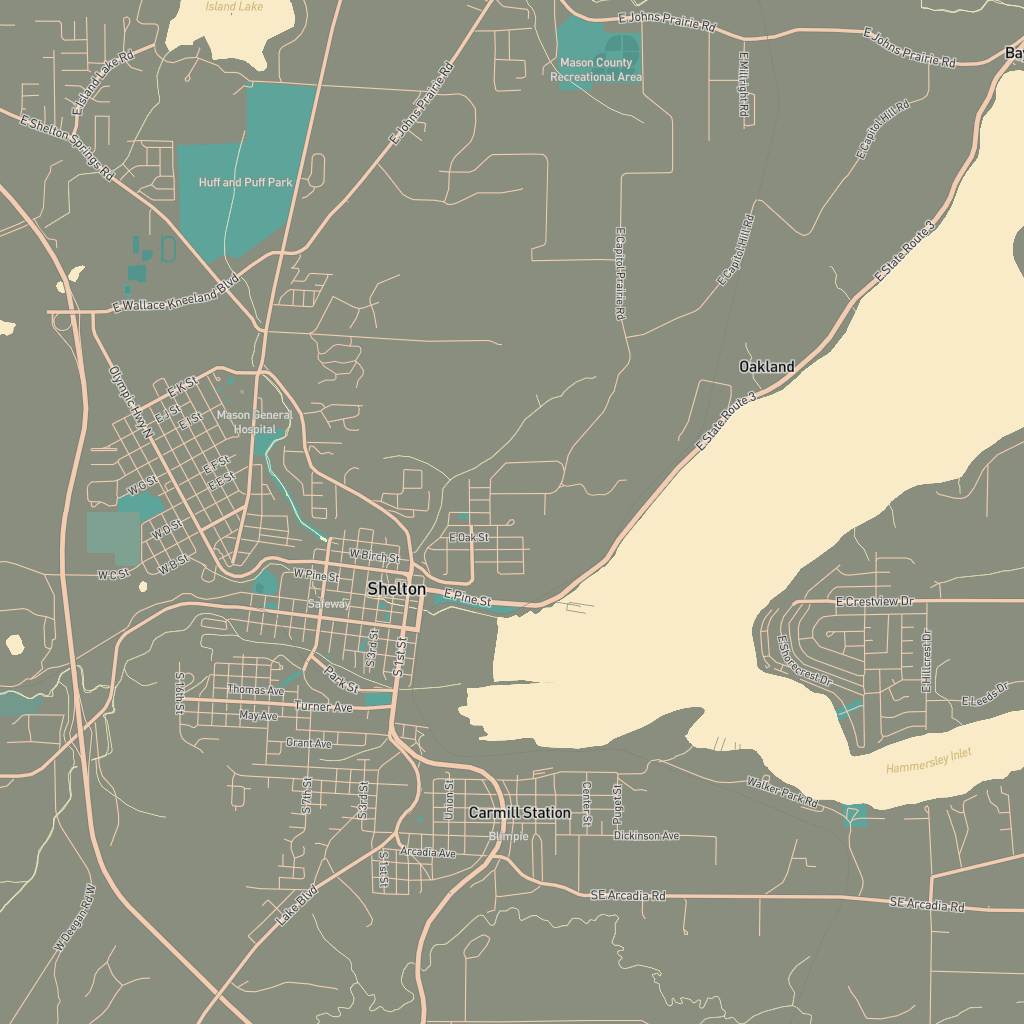 Island Lake
E Johns Prairie Rd
E Johns Prairie Rd
Bay
E Island Lake Rd
Mason County
Recreational Area
E Millright Rd
E Johns Prairie Rd
E Shelton Springs Rd
E Capitol Hill Rd
Huff and Puff Park
E Capitol Prairie Rd
E Capitol Hill Rd
E State Route 3
E Wallace Kneeland Blvd
Oakland
Olympic Hwy N
E K St
E J St
E I St
Mason General
Hospital
E State Route 3
E F St
E E St
W G St
W D St
E Oak St
W B St
W C St
W Birch St
W Pine St
Shelton
E Pine St
Safeway
E Crestview Dr
S 3rd St
S 1st St
E Shorecrest Dr
E Hillcrest Dr
S 16th St
Thomas Ave
Park St
E Leeds Dr
Turner Ave
May Ave
Grant Ave
Hammersley Inlet
S 7th St
S 3rd St
Union St
Center St
Puget St
Walker Park Rd
Carmill Station
Blimpie
Dickinson Ave
Arcadia Ave
S 1st St
SE Arcadia Rd
SE Arcadia Rd
Lake Blvd
W Deegan Rd W